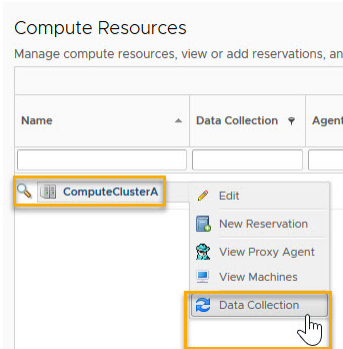 Compute Resources
Manage compute resources, view or add reservations, an
Name Data Collection Agen
ComputeClusterA
Edit
New Reservation
View Proxy Agent
View Machines
Data Collection